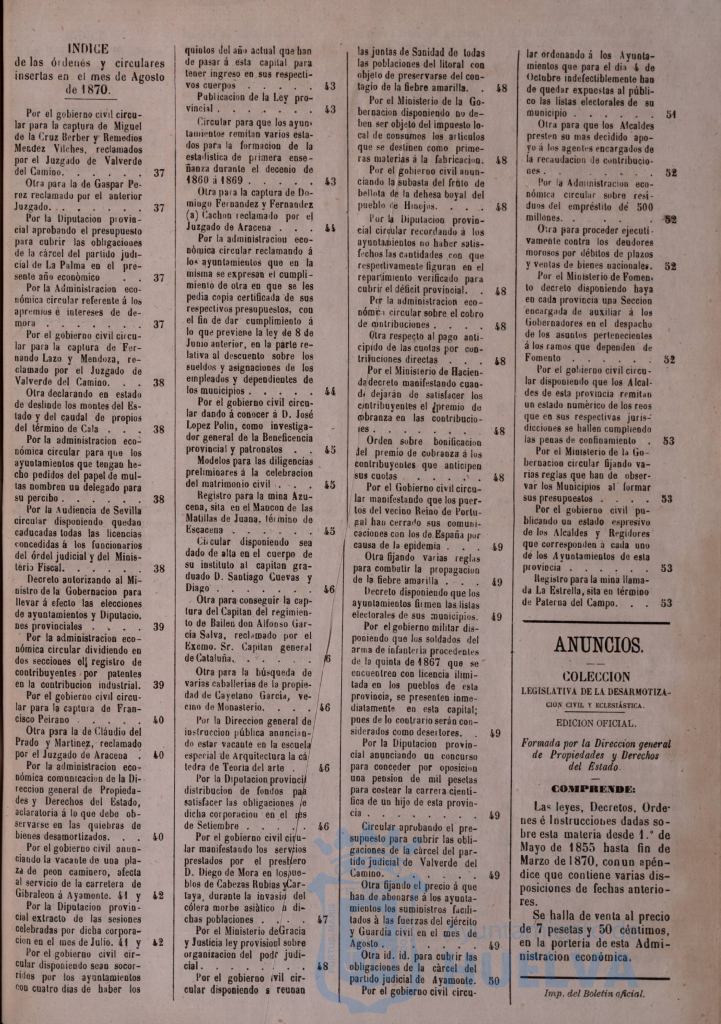 INDICE
de las órdenes y circulares
insertas en el mes de Agosto
de 1870.
Por el gobierno civil circu-
lar para la captura de Miguel
de la Cruz Berber y Remedios
Mendez Vilches, reclamados
por el Juzgado de Valverde
del Camino. . . . . . 37
Otra para la de Gaspar Pe-
rez reclamado por el anterior
Juzgado. . . . . . . 37
Por la Diputacion provin-
cial aprobando el presupuesto
para cubrir las obligaciones
de la cárcel del partido judi-
cial de La Palma en el pre-
sente año económico . . . 37
Por la Administracion eco-
nómica circular referente á los
apremios é intereses de de-
mora . . . . . . . 37
Por el gobierno civil circu-
lar para la captura de Fer-
nando Lazo y Mendoza, re-
clamado por el Juzgado de
Valverde del Camino. . . . 38
Otra declarando en estado
de deslinde los montes del Es-
tado y del caudal de propios
del término de Cala . . . 38
Por la administracion eco-
nómica circular para que los
ayuntamientos que tengan he-
cho pedidos del papel de mul-
tas nombren un delegado para
su percibo . . . . . . 38
Por la Audiencia de Sevilla
circular disponiendo quedan
caducadas todas las licencias
concedidas á los funcionarios
del órdel judicial y del Minis-
terio Fiscal. . . . . . 38
Decreto autorizando al Mi-
nistro de la Gobernacion para
llevar á efecto las elecciones
de ayuntamientos y Diputacio,
nes provinciales . . . . 39
Por la administracion eco-
nómica circular dividiendo en
dos secciones el registro de
contribuyentes por patentes
en la contribucion industrial. 39
Por el gobierno civil circu-
lar para la captura de Fran-
cisco Peirano . . . . . 40
Otra para la de Cláudio del
Prado y Martinez, reclamado
por el Juzgado de Aracena . 40
Por la administracion eco-
nómica comunicacion de la Di-
reccion general de Propieda-
des y Derechos del Estado,
aclaratoria á lo que debe ob-
servarse en las quiebras de
bienes desamortizados. . . 40
Por el gobierno civil anun-
ciando la vacante de una pla-
za de peon caminero, afecta
al servicio de la carretera de
Gibraleon á Ayamonte. 41 y 42
Por la Diputacion provin-
cial extracto de las sesiones
celebradas por dicha corpora-
cion en el mes de Julio. 41 y 42
Por el gobierno civil cir-
cular disponiendo sean socor-
ridos por los ayuntamientos
con cuatro dias de haber los
quintos del año actual que han
de pasar á esta capital para
tener ingreso en sus respecti-
vos cuerpos . . . . . 43
Publicacion de la Ley pro-
vincial . . . . . . . 43
Circular para que los ayun-
tamientos remitan varios esta-
dos para la formacion de la
estadística de primera ense-
ñanza durante el decenio de
1860 á 1869 . . . . . 43
Otra para la captura de Do-
mingo Fernandez y Fernandez
(a) Cachon reclamado por el
Juzgado de Aracena . . . 44
Por la administracion eco-
nómica circular reclamando á
los ayuntamientos que en la
misma se expresan el cumpli-
miento de otra en que se les
pedia copia certificada de sus
respectivos presupuestos, con
el fin de dar cumplimiento á
lo que previene la ley de 8 de
Junio anterior, en la parte re-
lativa al descuento sobre los
sueldos y asignaciones de los
empleados y dependientes de
los municipios . . . . . 44
Por el gobierno civil circu-
lar dando á conocer á D. José
Lopez Polin, como investiga-
dor general de la Beneficencia
provincial y patronatos . . 45
Modelos para las diligencias
preliminares á la celebracion
del matrimonio civil . . . 45
Registro para la mina Azu-
cena, sita en el Mancon de las
Matillas de Juana, término de
Escacena . . . . . . 45
Circular disponiendo sea
dado de alta en el cuerpo de
su instituto al capitan gra-
duado D. Santiago Cuevas y
Diago . . . . . . . 46
Otra para conseguir la cap-
tura del Capitan del regimien-
to de Bailen don Alfonso Gar-
cía Salva, reclamado por el
Excmo. Sr. Capitan general
de Cataluña. . . . . . 6
Otra para la búsqueda de
varias caballerias de la propie-
dad de Cayetano Garcia, ve-
cino de Monasterio. . . . 46
Por la Direccion general de
instruccion pública anuncian-
do estar vacante en la escuela
especial de Arquitectura la cá
tedra de Teoria del arte . . 46
Por la Diputacion provincil
distribucion de fondos paa
satisfacer las obligaciones e
dicha corporacion en el ms
de Setiembre . . . . . 46
Por el gobierno civil circu-
lar manifestando los servios
prestados por el presbiero
D. Diego de Mora en los pue-
blos de Cabezas Rubias y Car-
taya, durante la invasi del
cólera morbo asiático n di-
chas poblaciones . . . . 47
Por el Ministerio de Gracia
y Justicia ley provision sobre
organizacion del podr judi-
cial. . . . . . . . 48
Por el gobierno ivil cir-
cular disponiendo s reunan
las juntas de Sanidad de todas
las poblaciones del litoral con
objeto de preservarse del con-
tagio de la fiebre amarilla. . 48
Por el Ministerio de la Go-
bernacion disponiendo no de-
ben ser objeto del impuesto lo-
cal de consumos los artículos
que se destinen como prime-
ras materias á la fabricacion. 48
Por el gobierno civil anun-
ciando la subasta del fruto de
bellota de la dehesa boyal del
pueblo de Hinojos. . . . 48
Por la Diputacion provin-
cial circular recordando á los
ayuntamientos no haber satis-
fechos las cantidades con que
respectivamente figuran en el
repartimiento verificado para
cubrir el déficit provincial. . 48
Por la administracion eco-
nómica circular sobre el cobro
de contribuciones . . . . 48
Otra respecto al pago anti-
cipado de las cuotas por con-
tribuciones directas . . . 48
Por el Ministerio de Hacien-
da decreto manifestando cuan-
do dejarán de satisfacer los
contribuyentes el premio de
cobranza en las contribucio-
nes. . . . . . . . 48
Orden sobre bonificacion
del premio de cobranza á los
contribuyentes que anticipen
sus cuotas . . . . . . 48
Por el Gobierno civil circu-
lar manifestando que los puer-
tos del vecino Reino de Portu-
gal han cerrado sus comuni-
caciones con los de España por
causa de la epidemia . . . 49
Otra fijando varias reglas
para combatir la propagacion
de la fiebre amarilla . . . 49
Decreto disponiendo que los
ayuntamientos firmen las listas
electorales de sus municipios. 49
Por el gobierno militar dis-
poniendo que los soldados del
arma de infantería procedentes
de la quinta de 1867 que se
encuentren con licencia ilimi-
tada en los pueblos de esta
provincia, se presenten inme-
diatamente en esta capital;
pues de lo contrario serán con-
siderados como desertores. . 49
Por la Diputacion provin-
cial anunciando un concurso
para conceder por oposicion
una pension de mil pesetas
para costear la carrera cientí-
fica de un hijo de esta provin-
cia . . . . . . . . 49
Circular aprobando el pre-
supuesto para cubrir las obli-
gaciones de la cárcel del par-
tido judicial de Valverde del
Camino. . . . . . . 49
Otra fijando el precio á que
han de abonarse á los ayunta-
mientos los suministros facili-
tados á las fuerzas del ejército
y Guardia civil en el mes de
Agosto . . . . . . . 49
Otra id. id. para cubrir las
obligaciones de la cárcel del
partido judicial de Ayamonte. 50
Por el gobierno civil circu-
lar ordenando á los Ayunta-
mientos que para el dia 4 de
Octubre indefectiblemente han
de quedar expuestas al públi-
co las listas electorales de su
municipio . . . . . . 51
Otra para que los Alcaldes
presten su mas decidido apo-
yo á los agentes encargados de
la recaudacion de contribucio-
nes. . . . . . . . 52
Por la Administracion eco-
nómica circular sobre resi-
duos del empréstito de 500
millones. . . . . . . 52
Otra para proceder ejecuti-
vamente contra los deudores
morosos por débitos de plazos
y ventas de bienes nacionales. 52
Por el Ministerio de Fomen-
to decreto disponiendo haya
en cada provincia una Seccion
encargada de auxiliar á los
Gobernadores en el despacho
de los asuntos pertenecientes
á los ramos que dependen de
Fomento . . . . . . 52
Por el gobierno civil circu-
lar disponiendo que los Alcal-
des de esta provincia remitan
un estado numérico de los reos
que en sus respectivas juris-
dicciones se hallen cumpliendo
las penas de confinamiento . 53
Por el Ministerio de la Go-
bernacion circular fijando va-
rias reglas que han de obser-
var los Municipios al formar
sus presupuestos . . . . 53
Por el gobierno civil pu-
blicando un estado espresivo
de los Alcaldes y Regidores
que corresponden á cada uno
de los Ayuntamientos de esta
provincia . . . . . . 53
Registro para la mina llama-
da La Estrella, sita en término
de Paterna del Campo. . . 53
ANUNCIOS.
COLECCION
LEGISLATIVA DE LA DESARMOTIZA-
CION CIVIL Y ECLESIÁSTICA.
EDICION OFICIAL.
Formada por la Direccion general
de Propiedades y Derechos
del Estado.
COMPRENDE:
Las leyes, Decretos, Orde-
nes é Instrucciones dadas so-
bre esta materia desde 1.º de
Mayo de 1855 hasta fin de
Marzo de 1870, con un apén-
dice que contiene varias dis-
posiciones de fechas anterio-
res.
Se halla de venta al precio
de 7 pesetas y 50 céntimos,
en la portería de esta Admi-
nistracion económica.
Imp. del Boletin oficial.